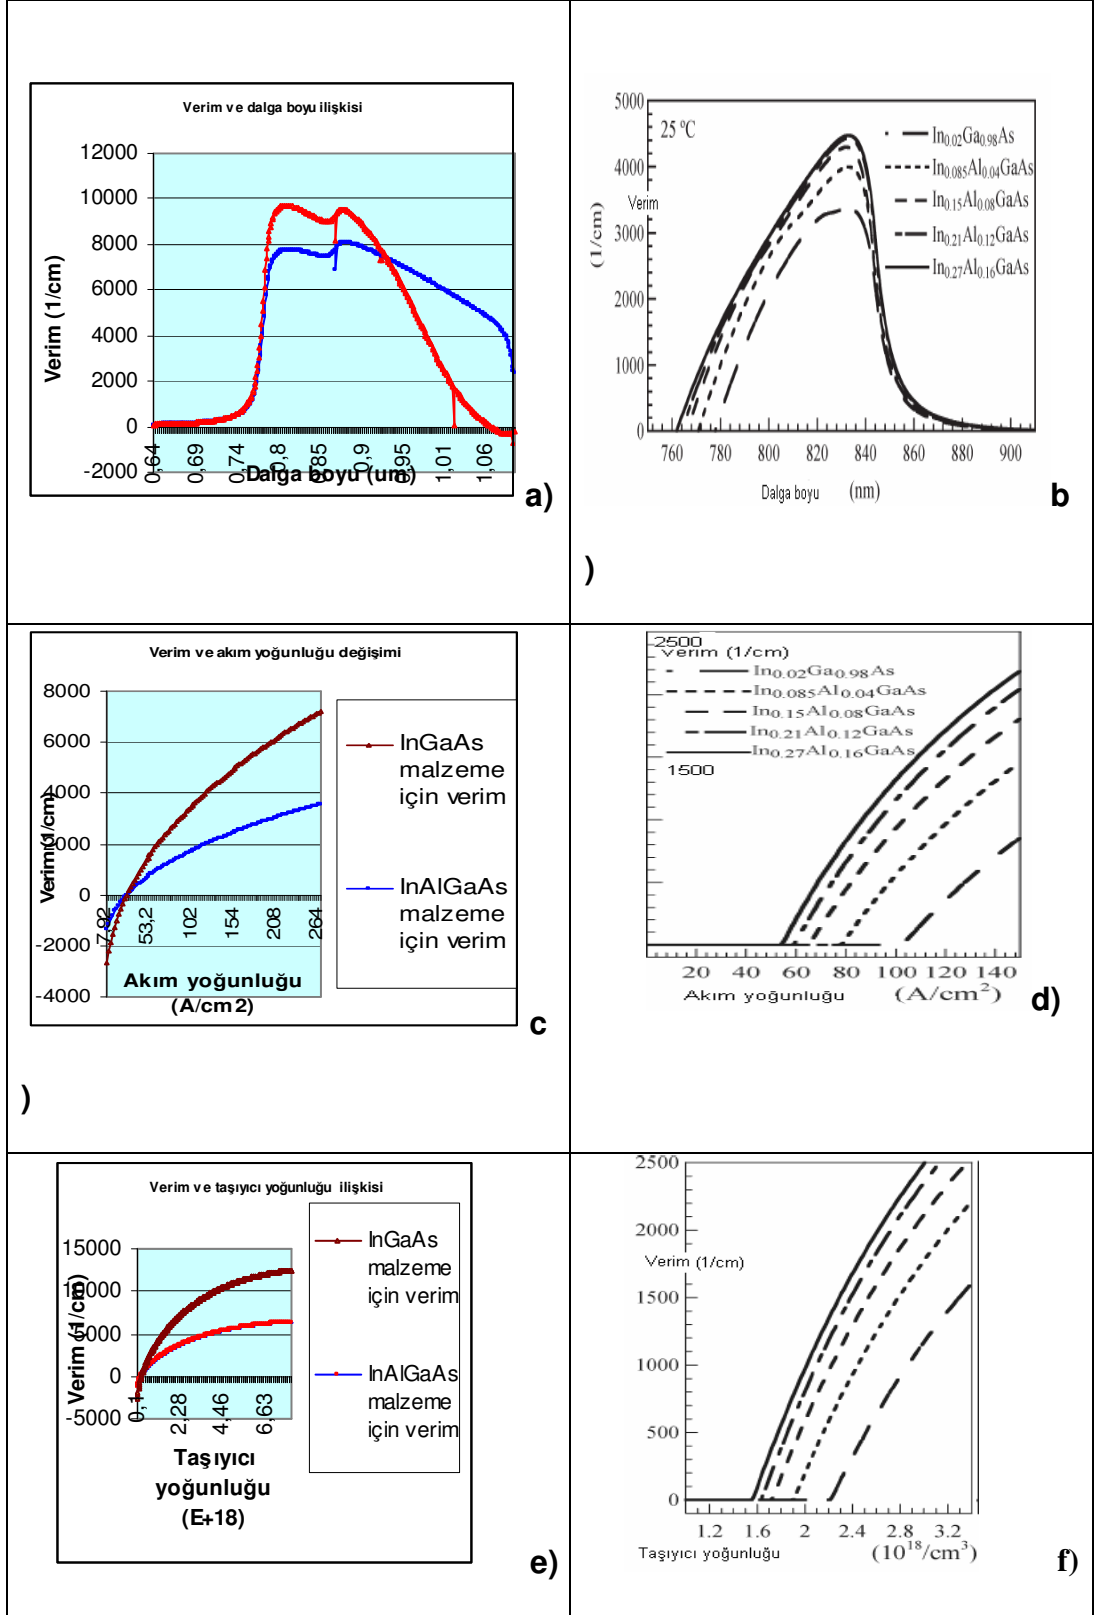 Verim ve dalga boyu ilişkisi
12000
10000
8000
6000
4000
2000
0
-2000
Verim (1/cm)
0,64
0,69
0,74
0,8
0,85
0,9
0,95
1,01
1,06
Dalga boyu (um)
a)
5000
4000
3000
2000
1000
0
25 ºC
Verim
(1/cm)
In0.02Ga0.98As
In0.085Al0.04GaAs
In0.15Al0.08GaAs
In0.21Al0.12GaAs
In0.27Al0.16GaAs
760 780 800 820 840 860 880 900
Dalga boyu (nm)
b
)
Verim ve akım yoğunluğu değişimi
8000
6000
4000
2000
0
-2000
-4000
Verim(1/cm)
7,92
53,2
102
154
208
264
Akım yoğunluğu
(A/cm2)
InGaAs
malzeme
için verim
InAlGaAs
malzeme
için verim
c
)
2500
verim (1/cm)
In0.02Ga0.98As
In0.085Al0.04GaAs
In0.15Al0.08GaAs
In0.21Al0.12GaAs
In0.27Al0.16GaAs
1500
20 40 60 80 100 120 140
Akım yoğunluğu (A/cm2)
d)
Verim ve taşıyıcı yoğunluğu ilişkisi
15000
10000
5000
0
-5000
Verim (1/cm)
0,1
2,28
4,46
6,63
Taşıyıcı
yoğunluğu
(E+18)
InGaAs
malzeme
için verim
InAlGaAs
malzeme
için verim
e)
2500
2000
Verim (1/cm)
1500
1000
500
0
1.2 1.6 2 2.4 2.8 3.2
Taşıyıcı yoğunluğu (10^18/cm^3)
f)